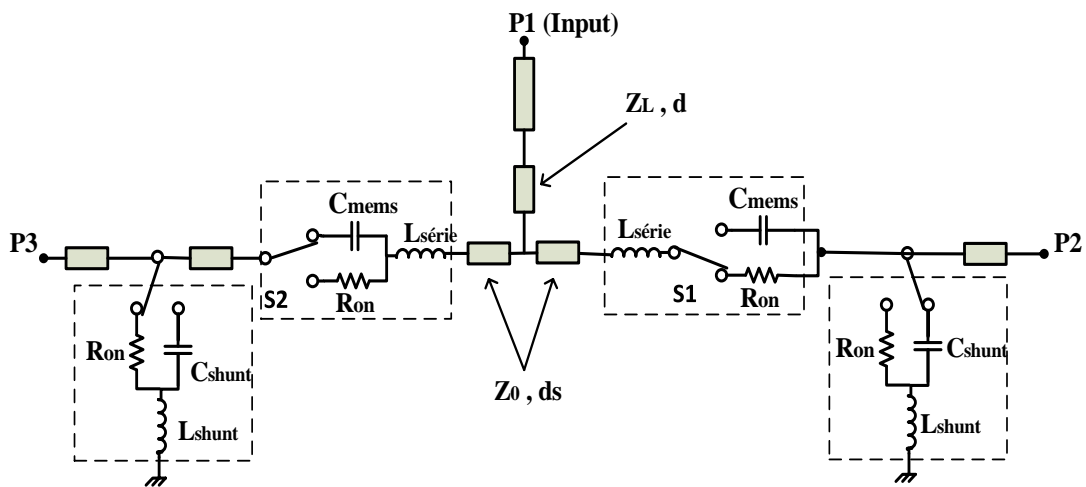 P1 (Input)
ZL , d
Cmems
Lsérie
Ron
S2
P3
Lsérie
Cmems
S1
Ron
P2
Z0 , ds
Ron
Cshunt
Lshunt
Ron
Cshunt
Lshunt